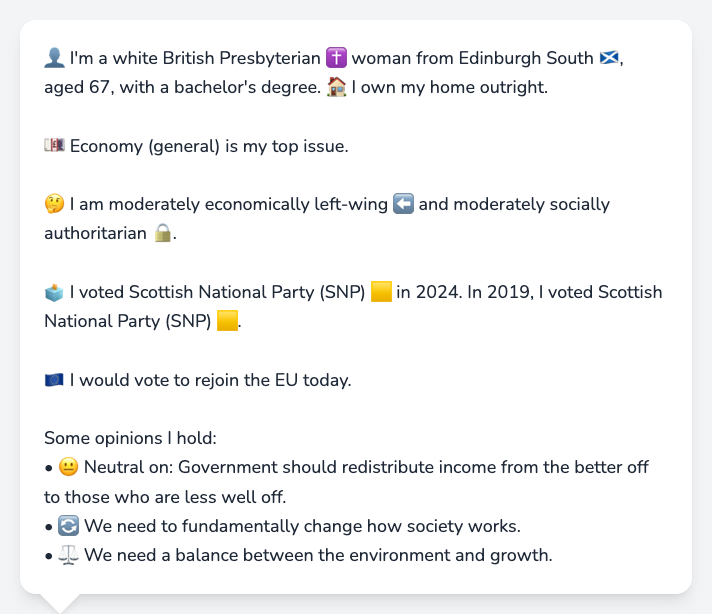 👤 I'm a white British Presbyterian ✝️ woman from Edinburgh South 🏴󠁧󠁢󠁳󠁣󠁴󠁿,
aged 67, with a bachelor's degree. 🏠 I own my home outright.
💷 Economy (general) is my top issue.
🤔 I am moderately economically left-wing ⬅️ and moderately socially
authoritarian 🔒.
🗳️ I voted Scottish National Party (SNP) 🟨 in 2024. In 2019, I voted Scottish
National Party (SNP) 🟨.
🇪🇺 I would vote to rejoin the EU today.
Some opinions I hold:
• 😐 Neutral on: Government should redistribute income from the better off
to those who are less well off.
• 🔄 We need to fundamentally change how society works.
• ⚖️ We need a balance between the environment and growth.